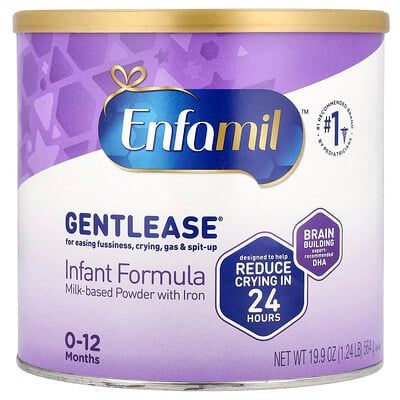 Enfamil™
#1 RECOMMENDED BRAND
#1
BY PEDIATRICIANS
GENTLEASE®
for easing fussiness, crying, gas & spit-up
Infant Formula
Milk-based Powder with Iron
designed to help
REDUCE
CRYING IN
24
HOURS
BRAIN
BUILDING
expert-
recommended
DHA
0-12
Months
NET WT 19.9 OZ (1.24 LB) 564 g